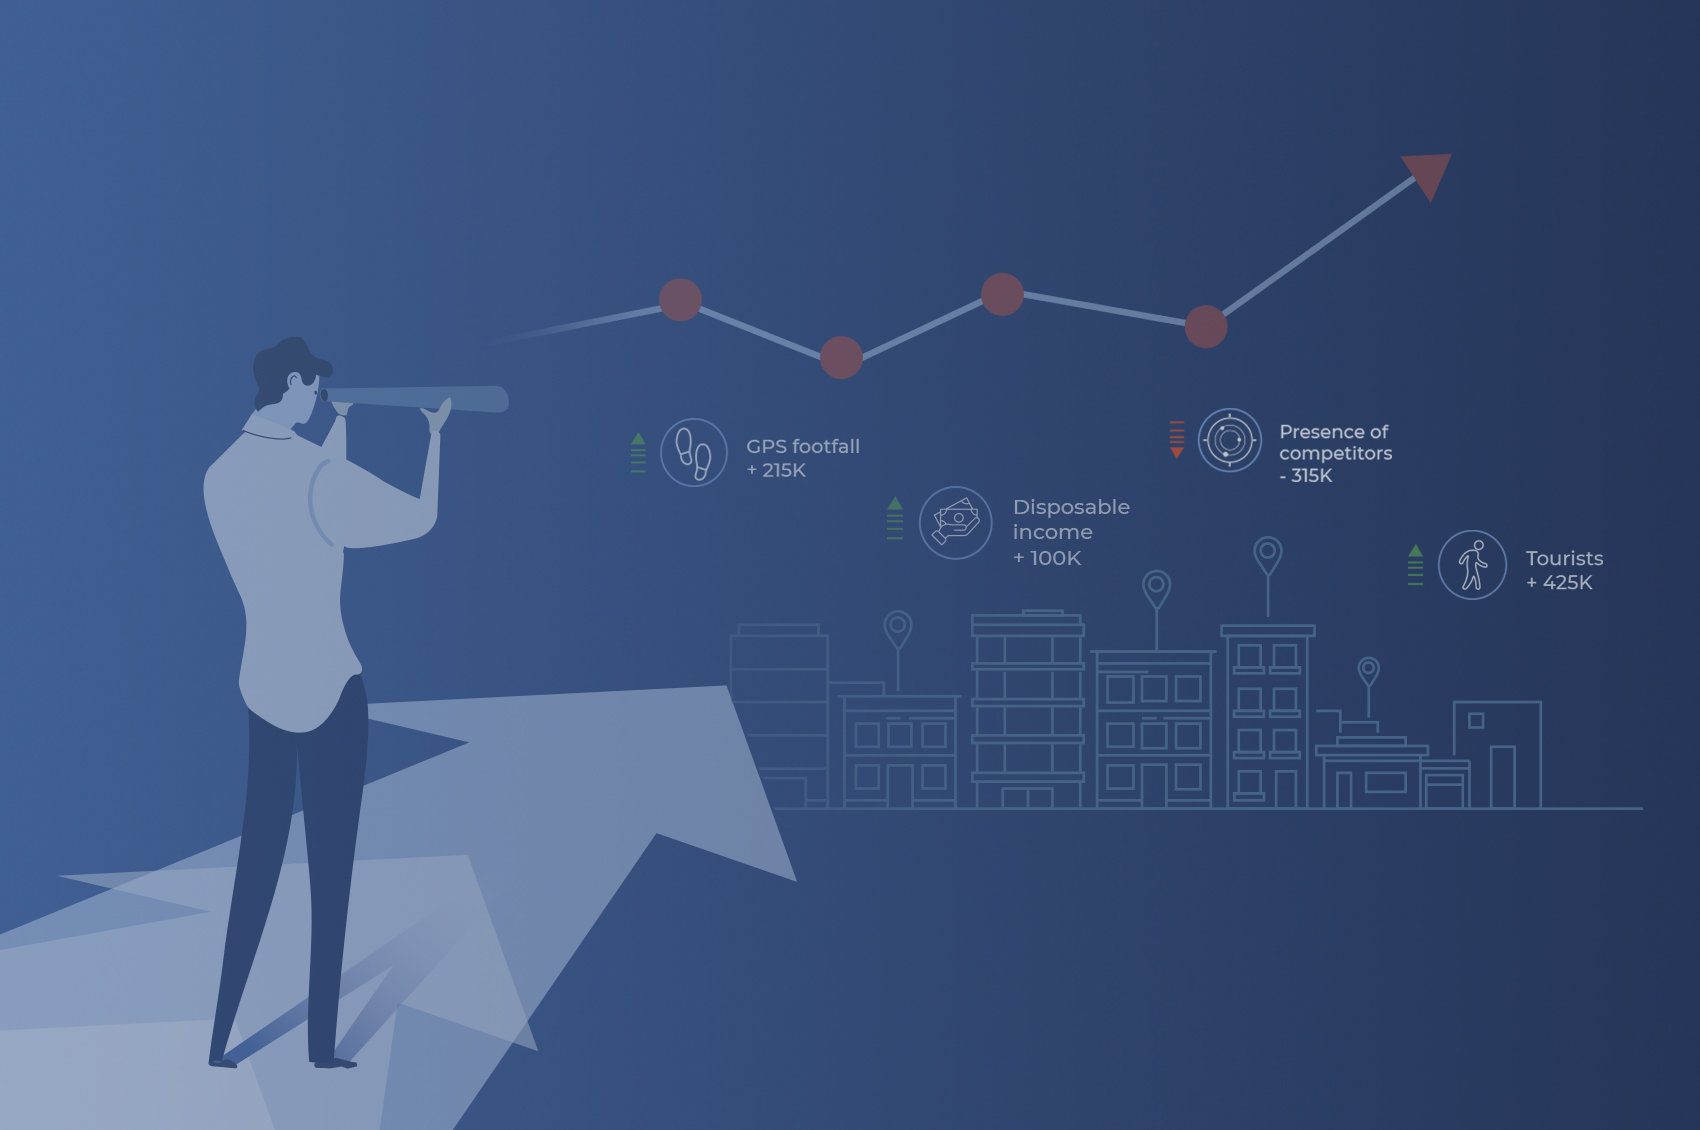 GPS footfall
+ 215K
Disposable
income
+ 100K
Presence of
competitors
- 315K
Tourists
+ 425K